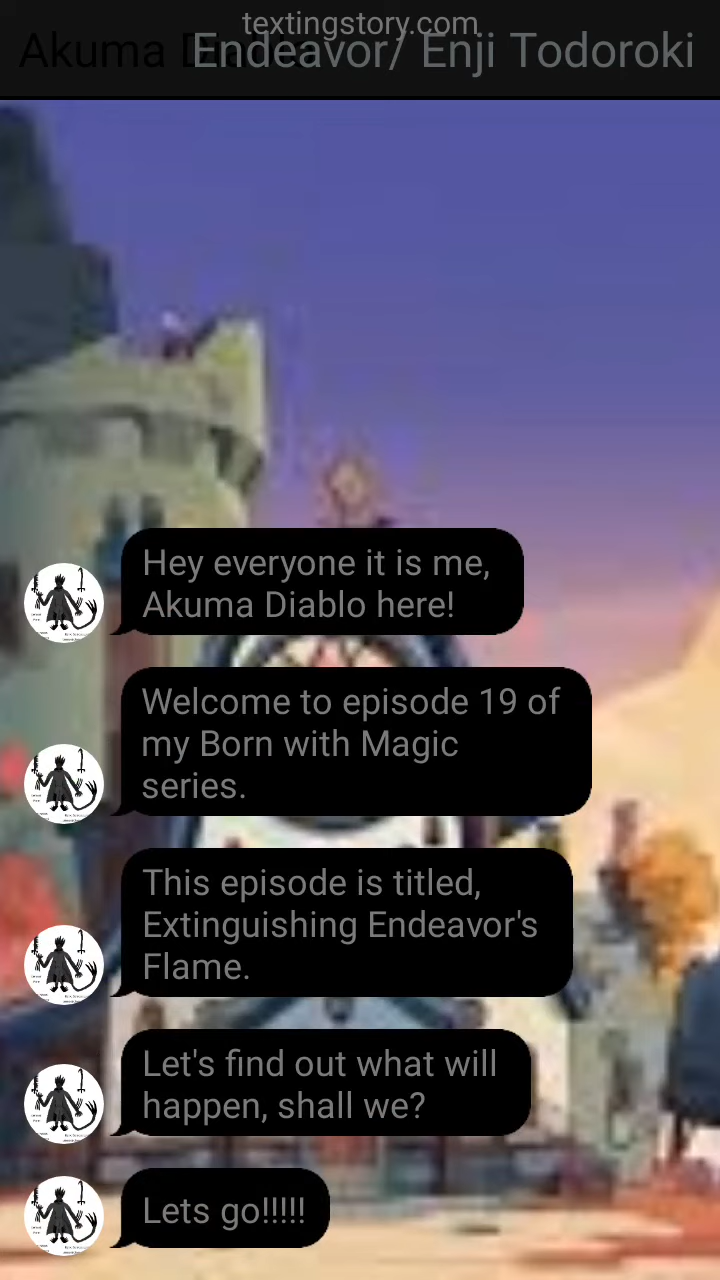 textingstory.com
Akuma Diablo Endeavor/ Enji Todoroki
Hey everyone it is me,
Akuma Diablo here!
Welcome to episode 19 of
my Born with Magic
series.
This episode is titled,
Extinguishing Endeavor's
Flame.
Let's find out what will
happen, shall we?
Lets go!!!!!